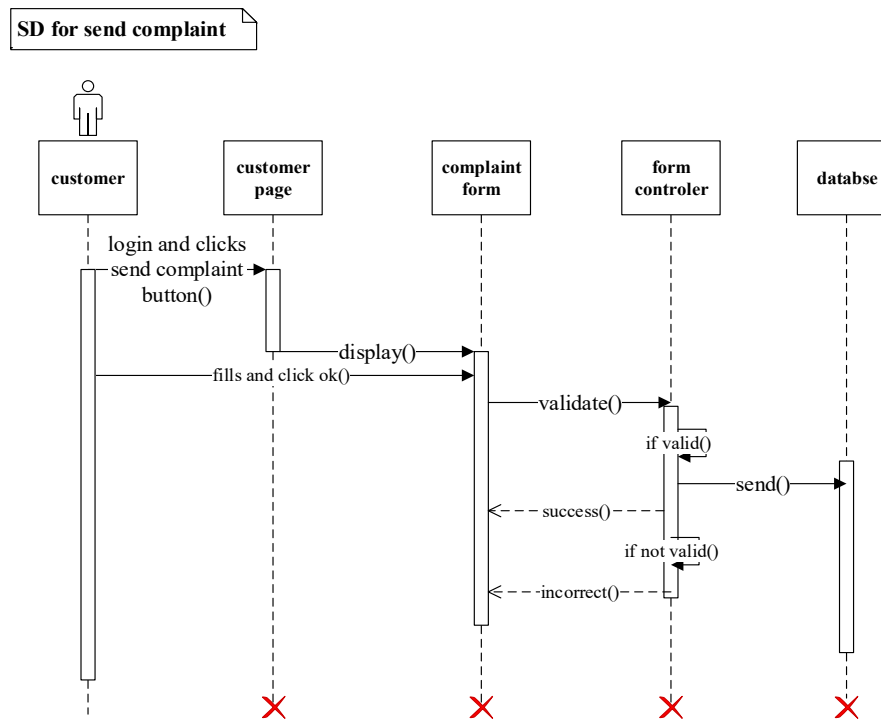 SD for send complaint
customer
customer
page
complaint
form
form
controler
databse
login and clicks
send complaint
button()
display()
fills and click ok()
validate()
if valid()
send()
success()
if not valid()
incorrect()